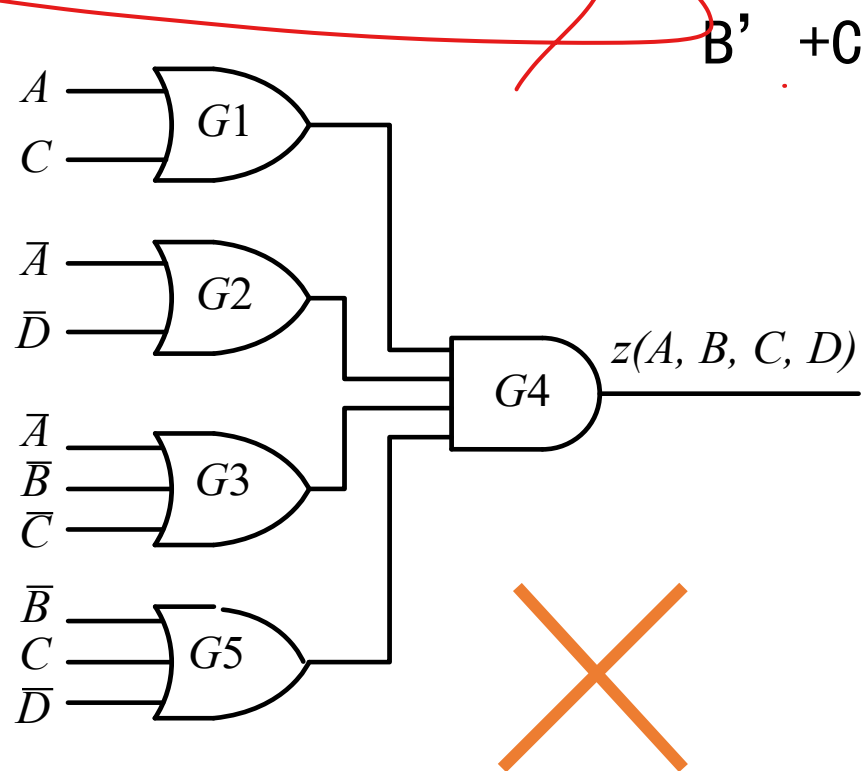 B’ +C
A
G1
C
A̅
G2
D̅
z(A, B, C, D)
G4
A̅
B̅
G3
C̅
B̅
C
G5
D̅